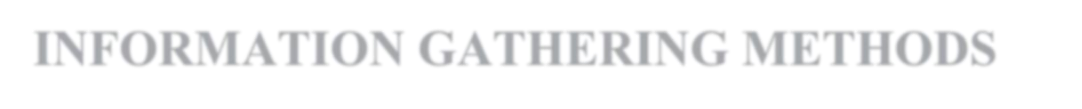 INFORMATION GATHERING METHODS